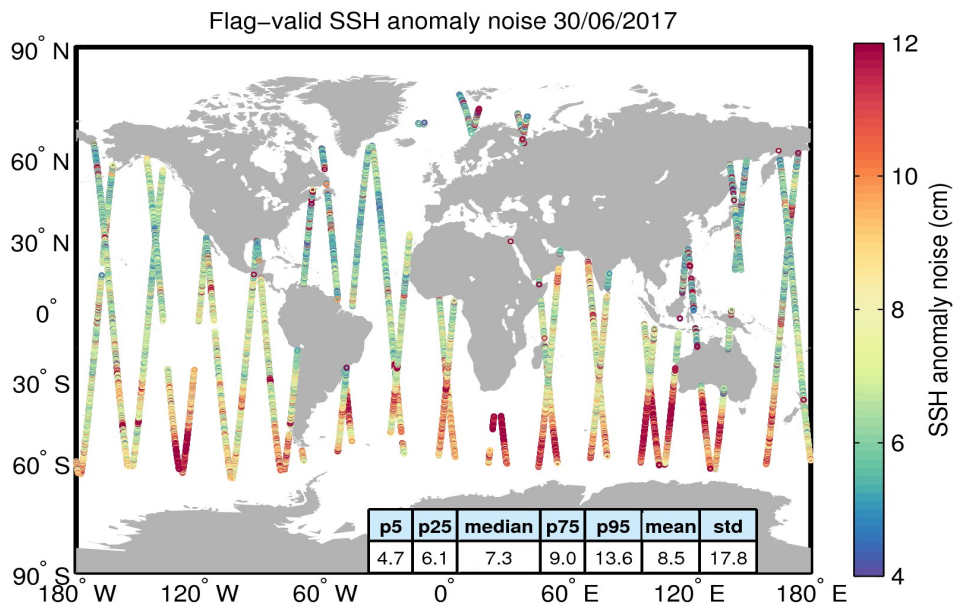 Flag−valid SSH anomaly noise 30/06/2017
90° N
60° N
30° N
0°
30° S
60° S
90° S
180° W
120° W
60° W
0°
60° E
120° E
180° E
p5 p25 median p75 p95 mean std
4.7 6.1 7.3 9.0 13.6 8.5 17.8
12
10
8
6
4
SSH anomaly noise (cm)